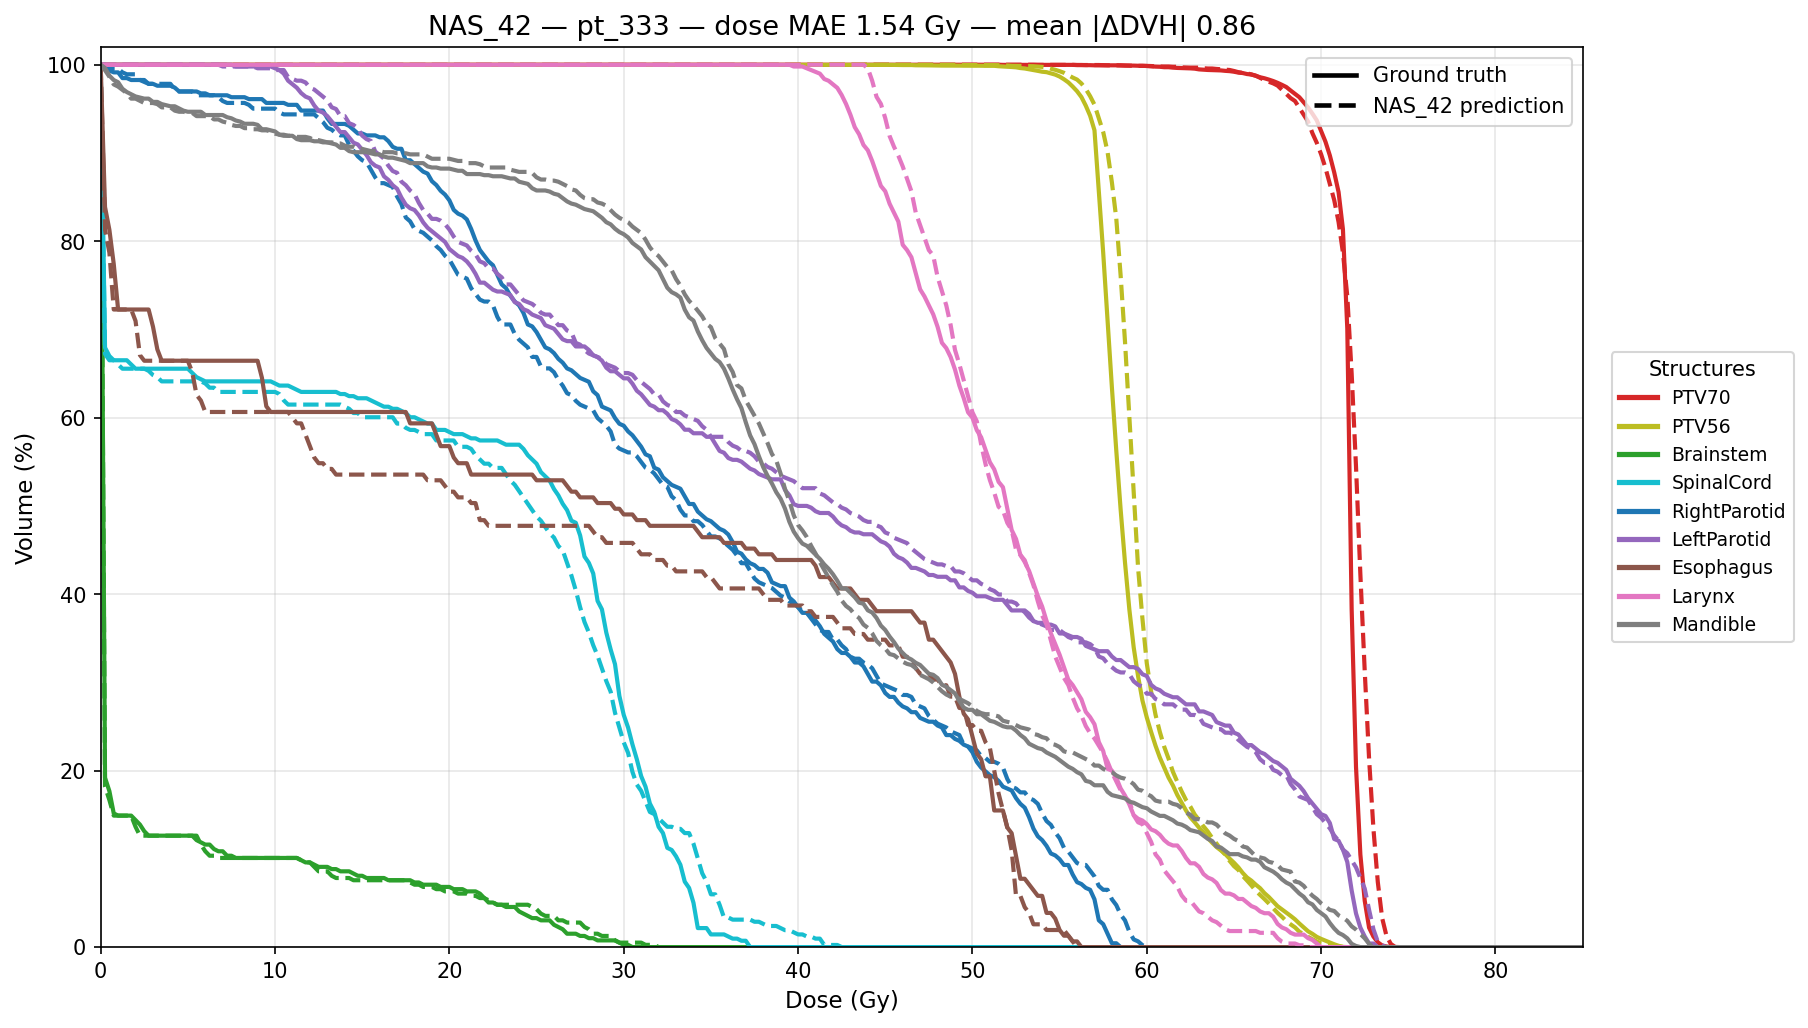 NAS_42 — pt_333 — dose MAE 1.54 Gy — mean |ΔDVH| 0.86
Ground truth
NAS_42 prediction
Volume (%)
100
80
60
40
20
0
0 10 20 30 40 50 60 70 80
Dose (Gy)
Structures
PTV70
PTV56
Brainstem
SpinalCord
RightParotid
LeftParotid
Esophagus
Larynx
Mandible